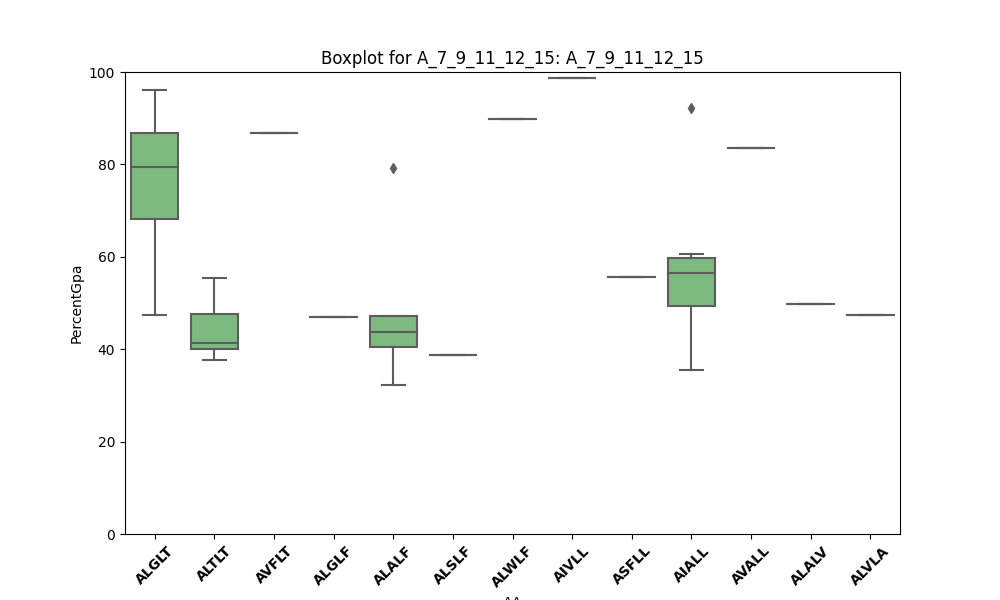 Boxplot for A_7_9_11_12_15: A_7_9_11_12_15
100
80
60
40
20
0
PercentGpa
ALGLT ALTLT AVFLT ALGLF ALALF ALSLF ALWLF AIVLL ASFLL AIALL AVALL ALALV ALVLA